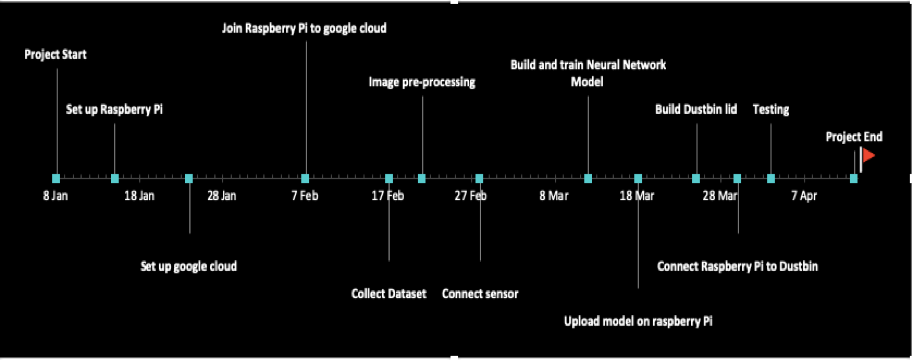 Join Raspberry Pi to google cloud
Project Start
Build and train Neural Network
Model
Image pre-processing
Set up Raspberry Pi
Build Dustbin lid
Testing
Project End
8 Jan
18 Jan
28 Jan
7 Feb
17 Feb
27 Feb
8 Mar
18 Mar
28 Mar
7 Apr
Set up google cloud
Connect Raspberry Pi to Dustbin
Collect Dataset
Connect sensor
Upload model on raspberry Pi